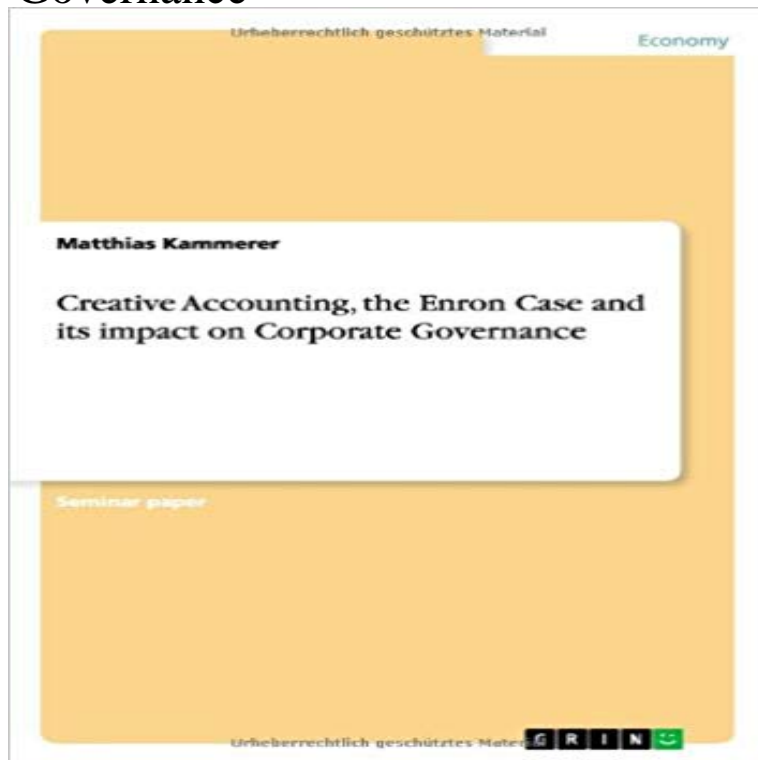 Governance
Urheberrechtlich geschütztes Material
Economy
Matthias Kammerer
Creative Accounting, the Enron Case and
its impact on Corporate Governance
Seminar paper
Urheberrechtlich geschütztes Mate
G R I N